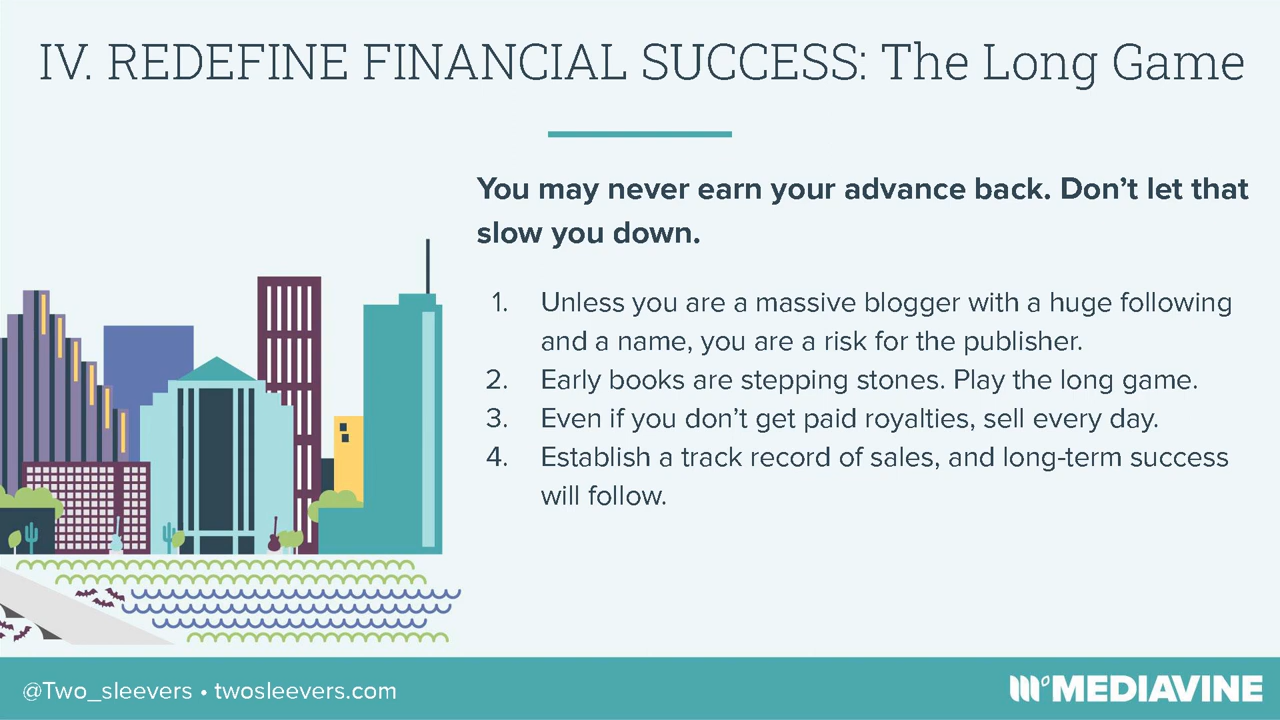 IV. REDEFINE FINANCIAL SUCCESS: The Long Game
You may never earn your advance back. Don’t let that
slow you down.
1. Unless you are a massive blogger with a huge following
and a name, you are a risk for the publisher.
2. Early books are stepping stones. Play the long game.
3. Even if you don’t get paid royalties, sell every day.
4. Establish a track record of sales, and long-term success
will follow.
@Two_sleevers • twosleevers.com
MEDIAVINE